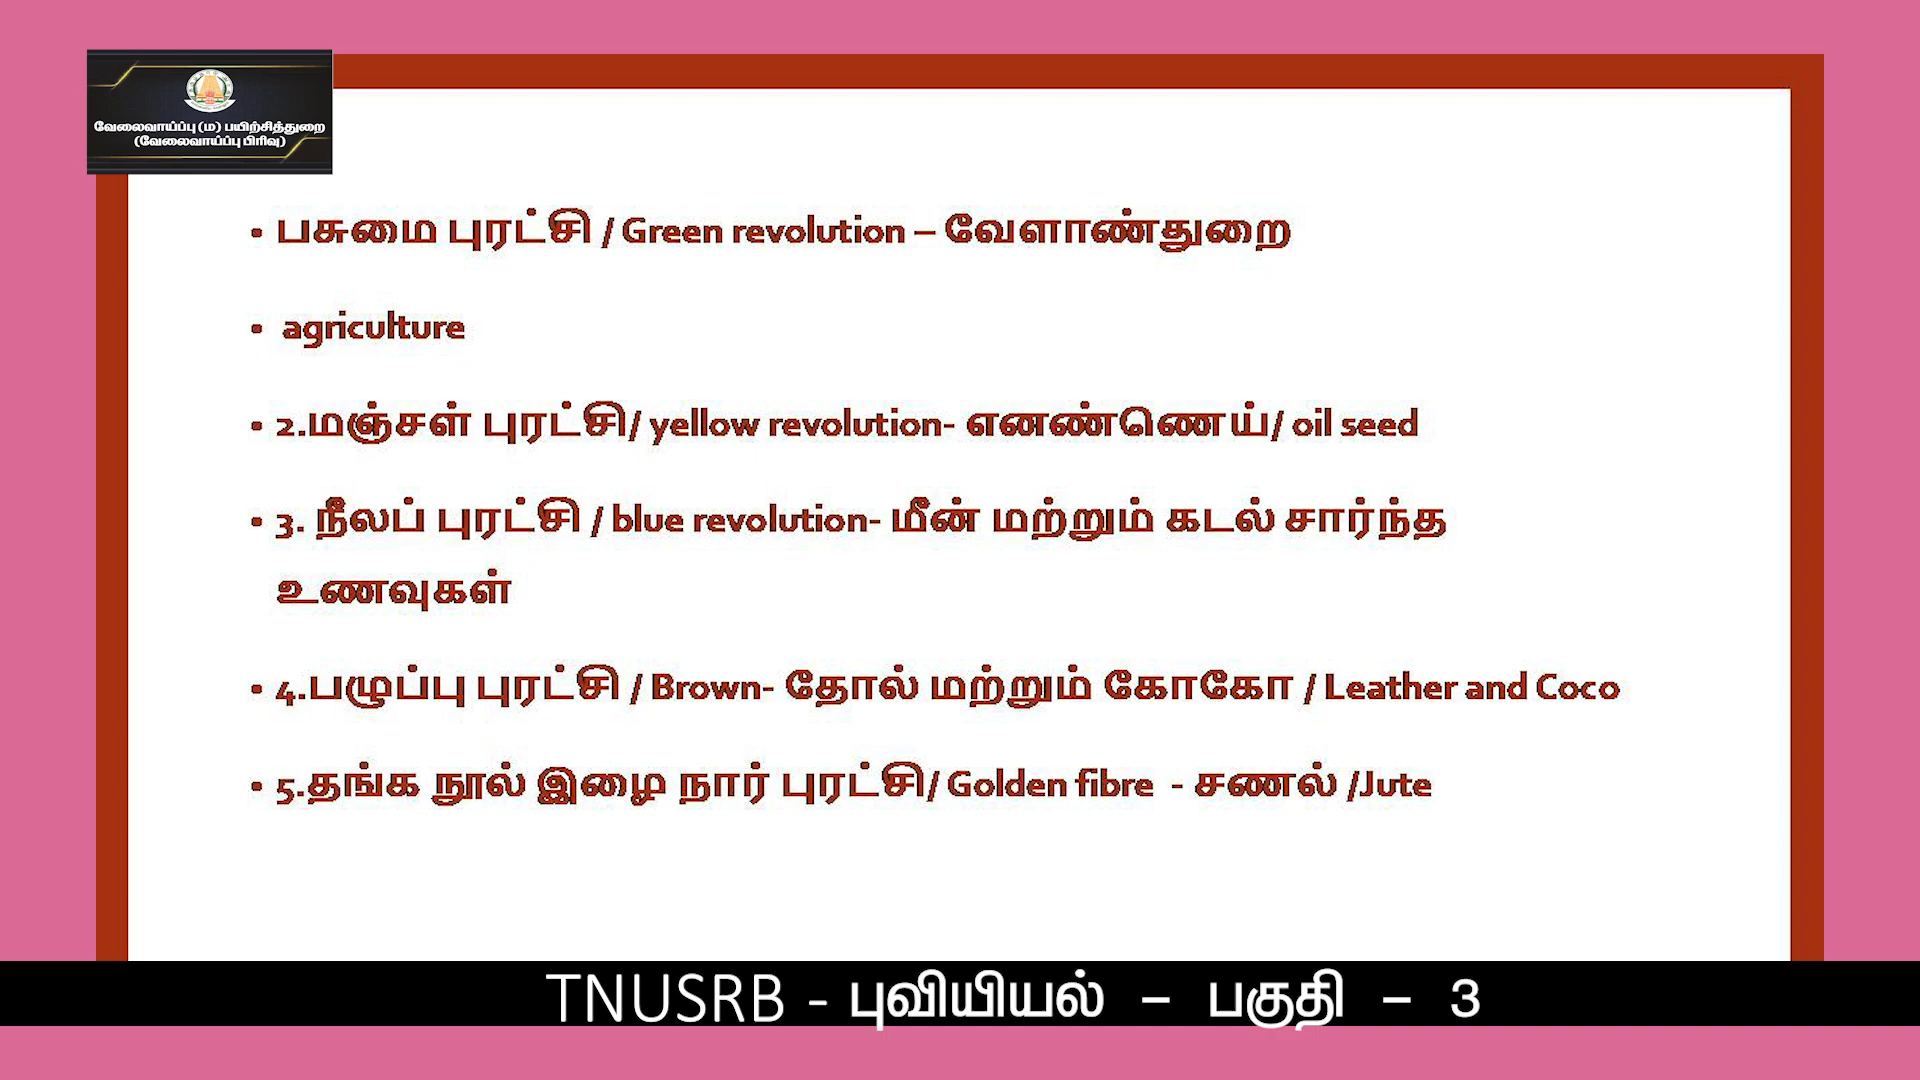 வேலைவாய்ப்பு (ம) பயிற்சித்துறை
(வேலைவாய்ப்பு பிரிவு)
• பசுமை புரட்சி / Green revolution – வேளாண்துறை
• agriculture
• 2.மஞ்சள் புரட்சி/ yellow revolution- எனண்ணெய்/ oil seed
• 3. நீலப் புரட்சி / blue revolution- மீன் மற்றும் கடல் சார்ந்த
உணவுகள்
• 4.பழுப்பு புரட்சி / Brown- தோல் மற்றும் கோகோ / Leather and Coco
• 5.தங்க நூல் இழை நார் புரட்சி/ Golden fibre - சணல் /Jute
TNUSRB - புவியியல் – பகுதி – 3